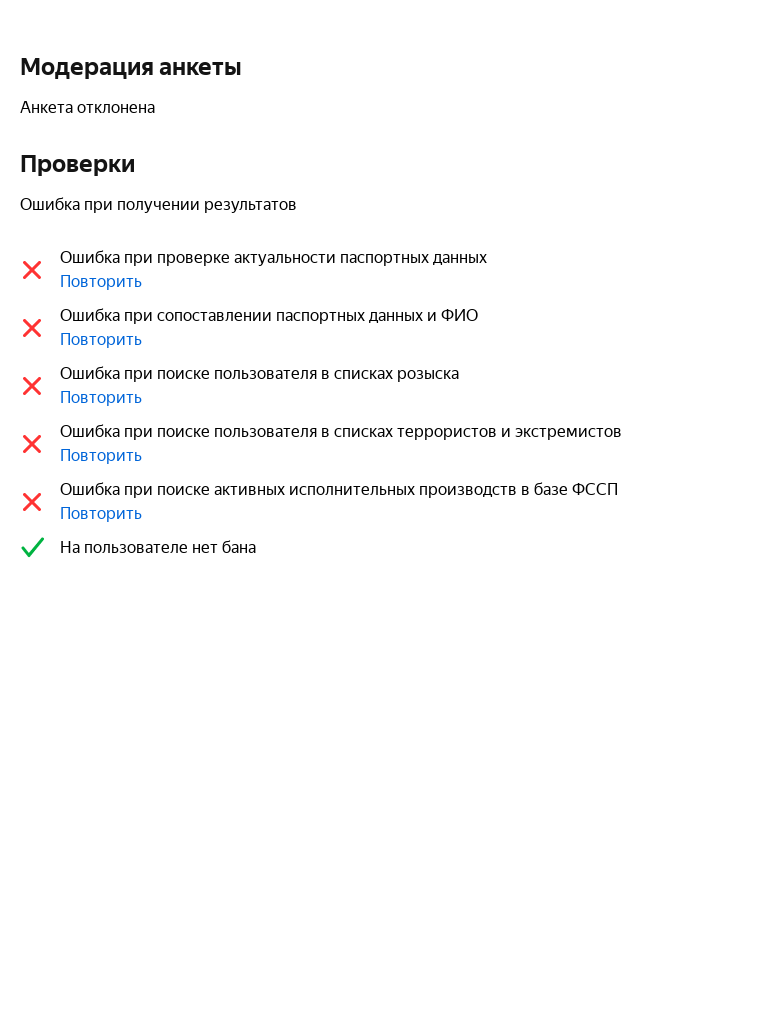 Модерация анкеты
Анкета отклонена
Проверки
Ошибка при получении результатов
Ошибка при проверке актуальности паспортных данных
Повторить
Ошибка при сопоставлении паспортных данных и ФИО
Повторить
Ошибка при поиске пользователя в списках розыска
Повторить
Ошибка при поиске пользователя в списках террористов и экстремистов
Повторить
Ошибка при поиске активных исполнительных производств в базе ФССП
Повторить
На пользователе нет бана